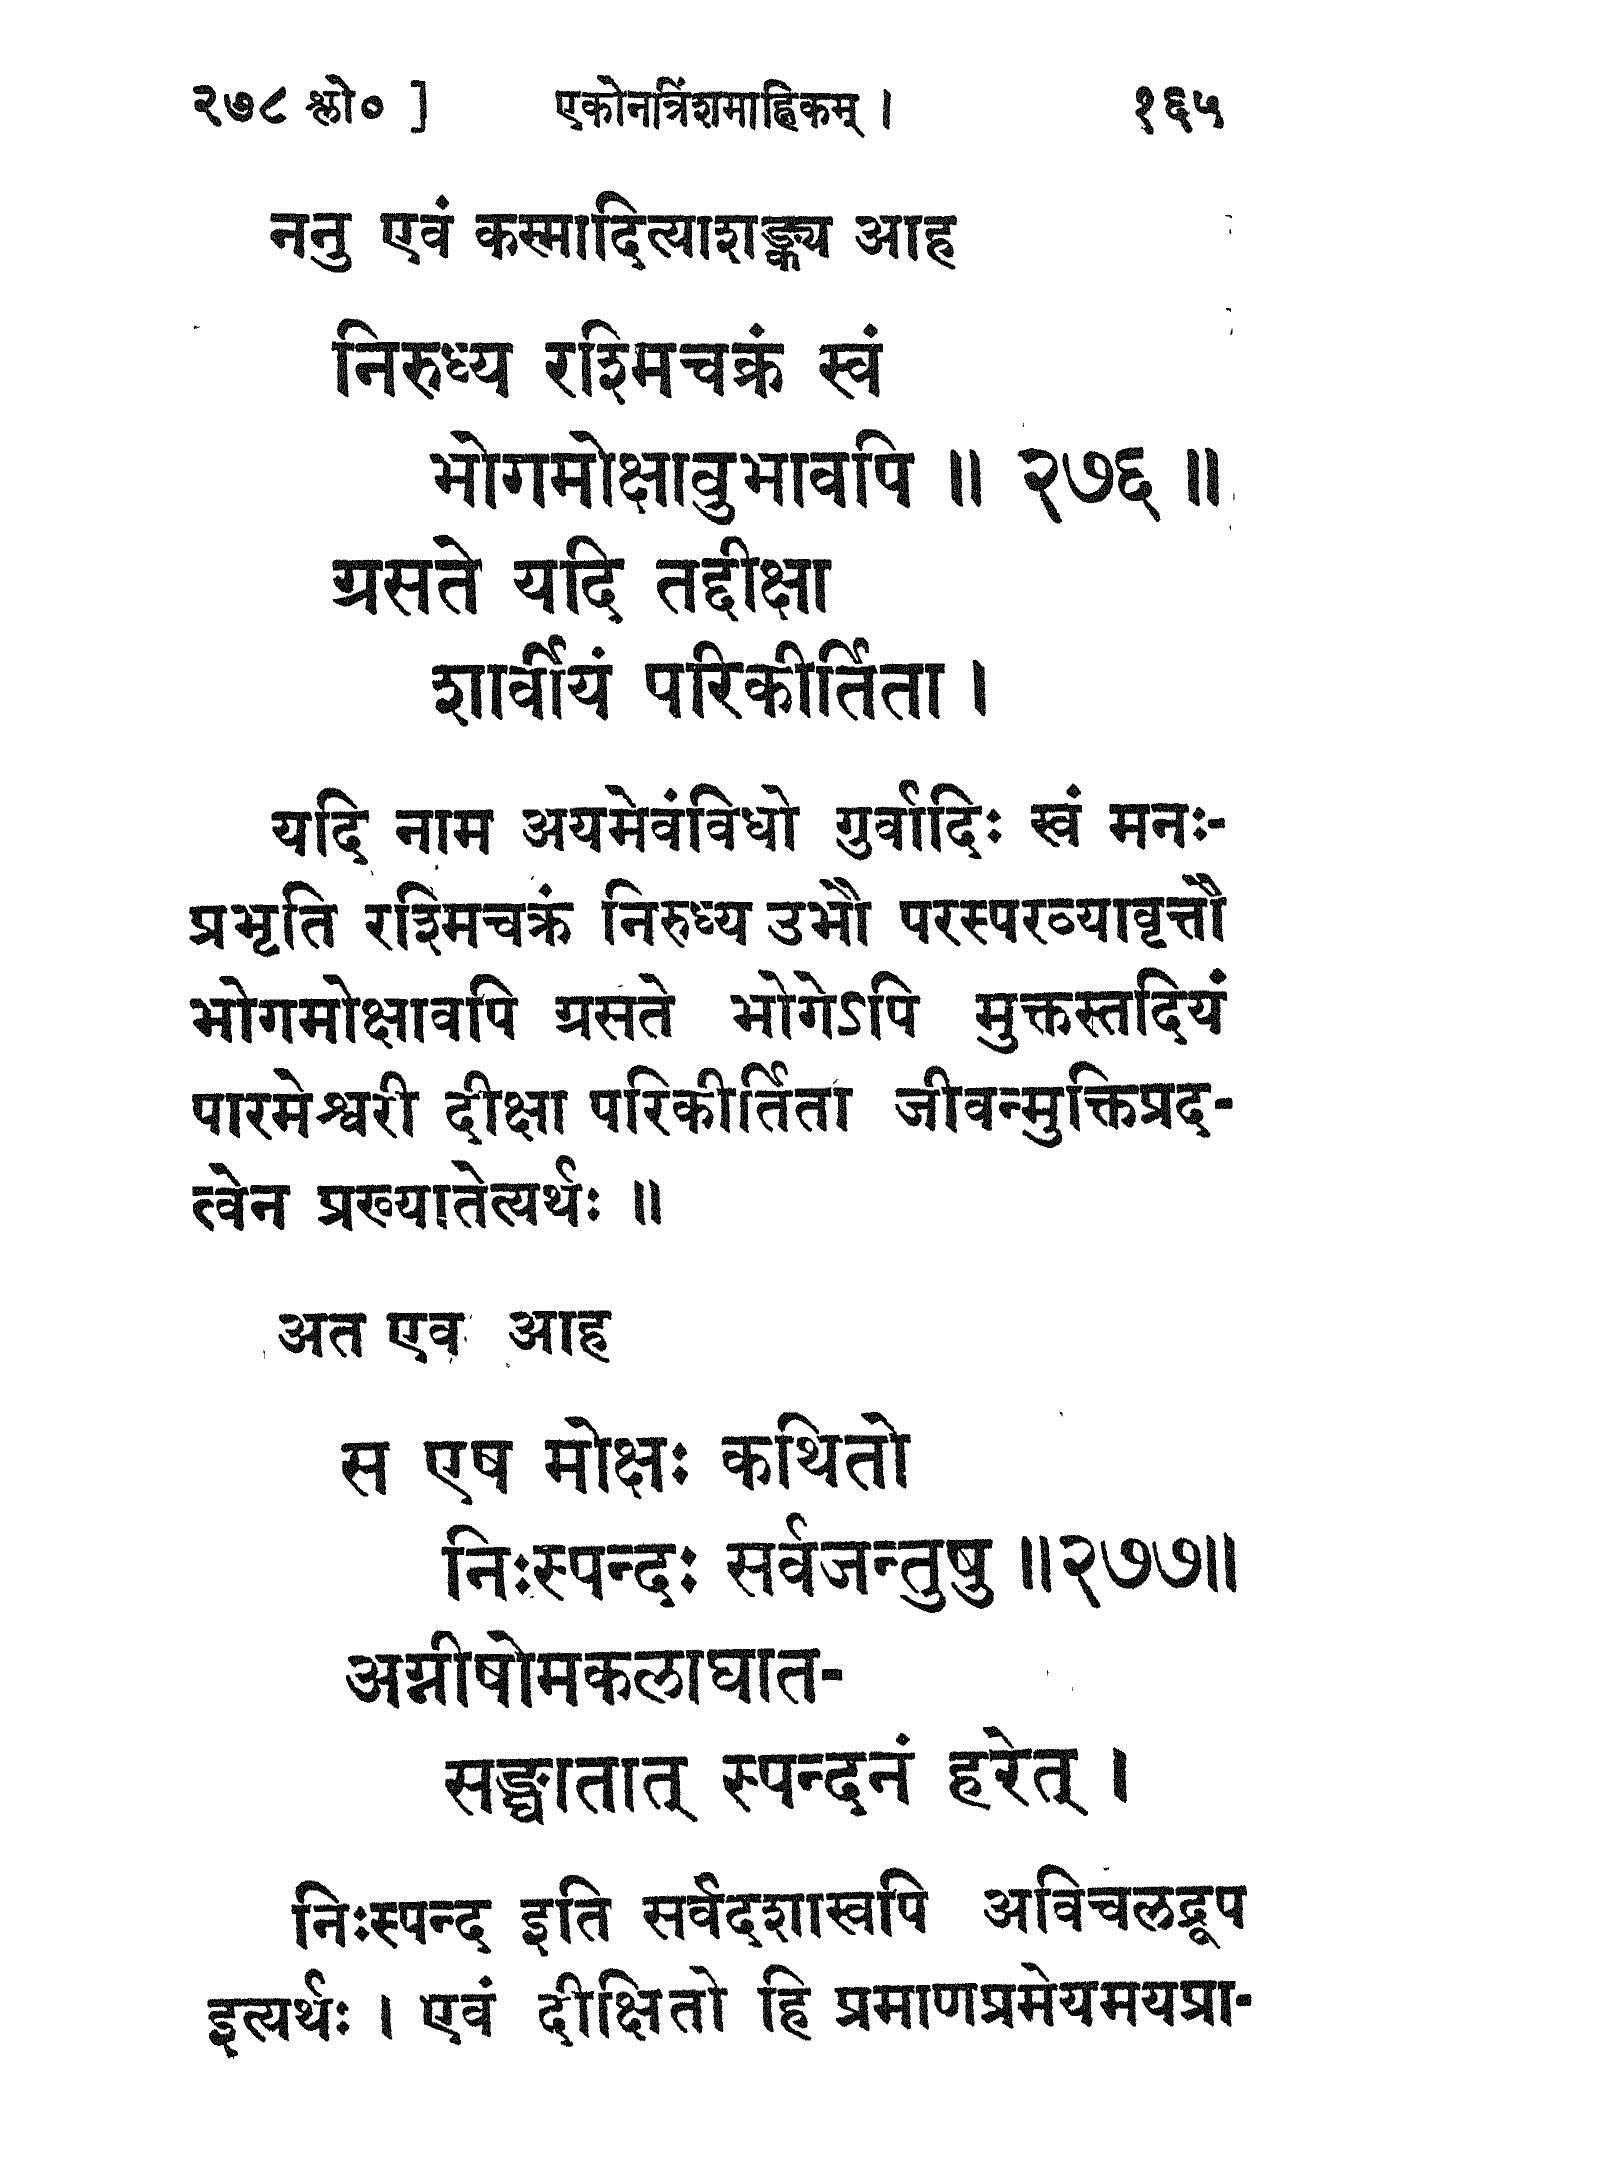 २७८ श्लो० ] एकोनत्रिंशमाह्निकम् । १६५
ननु एवं कस्मादित्याशङ्क्य आह
निरुध्य रश्मिचक्रं स्वं
भोगमोक्षावुभावपि ॥ २७६ ॥
ग्रसते यदि तद्दीक्षा
शार्वीयं परिकीर्तिता ।
यदि नाम अयमेवंविधो गुर्वादिः स्वं मनः-
प्रभृति रश्मिचक्रं निरुध्य उभौ परस्परव्यावृत्तौ
भोगमोक्षावपि ग्रसते भोगेऽपि मुक्तस्तदियं
पारमेश्वरी दीक्षा परिकीर्तिता जीवन्मुक्तिप्रद-
त्वेन प्रख्यातेत्यर्थः ॥
अत एव आह
स एष मोक्षः कथितो
निःस्पन्दः सर्वजन्तुषु ॥२७७॥
अग्नीषोमकलाघात-
सङ्घातात् स्पन्दनं हरेत् ।
निःस्पन्द इति सर्वदशास्वपि अविचलद्रूप
इत्यर्थः । एवं दीक्षितो हि प्रमाणप्रमेयमयप्रा-